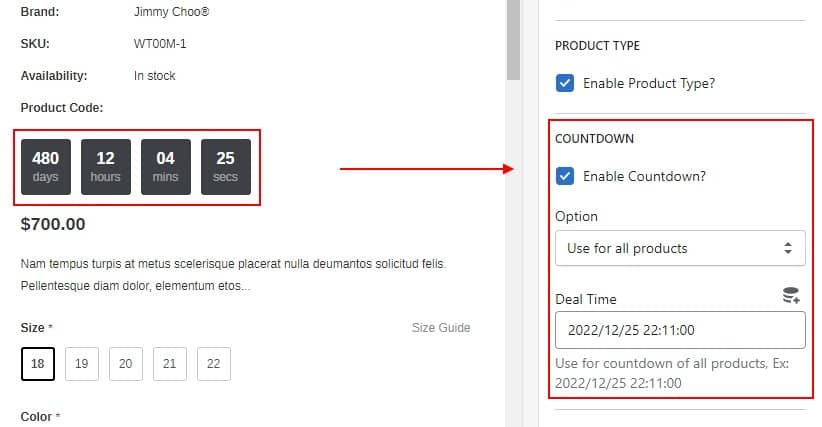 Brand: Jimmy Choo®
SKU: WT00M-1
Availability: In stock
Product Code:
480 12 04 25
days hours mins secs
$700.00
Nam tempus turpis at metus scelerisque placerat nulla deumantos solicitud felis.
Pellentesque diam dolor, elementum etos...
Size * Size Guide
18 19 20 21 22
Color *
PRODUCT TYPE
Enable Product Type?
COUNTDOWN
Enable Countdown?
Option
Use for all products
Deal Time
2022/12/25 22:11:00
Use for countdown of all products, Ex:
2022/12/25 22:11:00